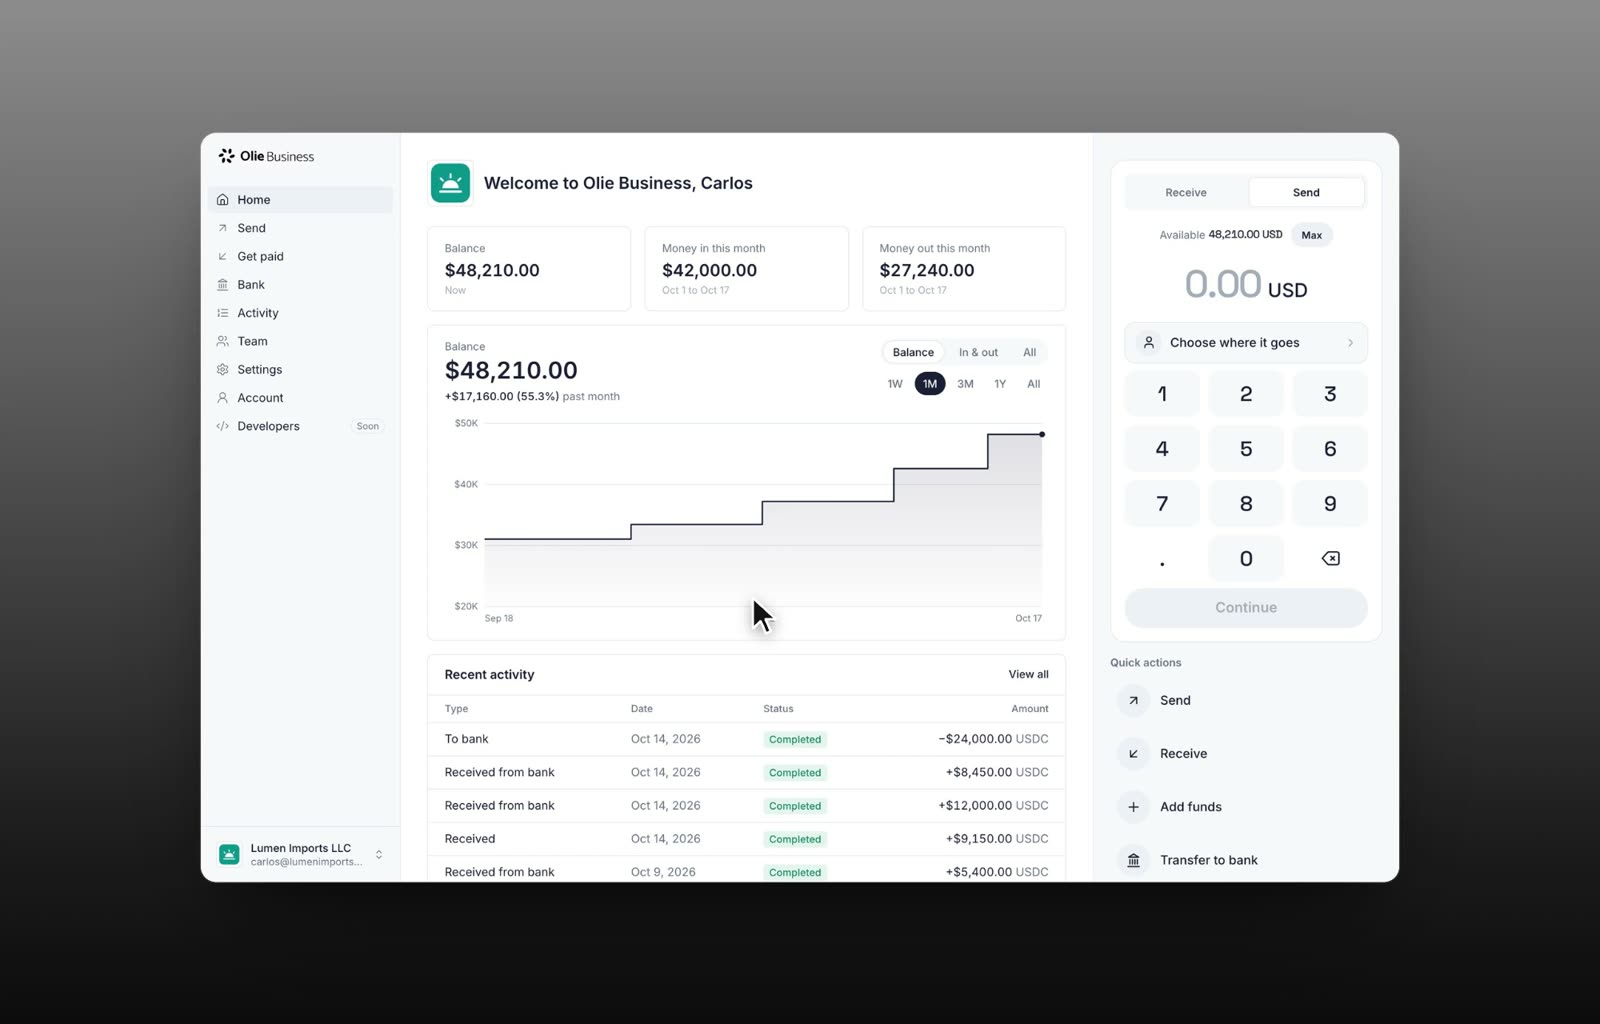 Olie Business
Home
Send
Get paid
Bank
Activity
Team
Settings
Account
Developers Soon
Lumen Imports LLC
carlos@lumenimports...
Welcome to Olie Business, Carlos
Balance
$48,210.00
Now
Money in this month
$42,000.00
Oct 1 to Oct 17
Money out this month
$27,240.00
Oct 1 to Oct 17
Balance
$48,210.00
+$17,160.00 (55.3%) past month
Balance In & out All
1W 1M 3M 1Y All
$50K
$40K
$30K
$20K
Sep 18 Oct 17
Recent activity View all
Type Date Status Amount
To bank Oct 14, 2026 Completed −$24,000.00 USDC
Received from bank Oct 14, 2026 Completed +$8,450.00 USDC
Received from bank Oct 14, 2026 Completed +$12,000.00 USDC
Received Oct 14, 2026 Completed +$9,150.00 USDC
Received from bank Oct 9, 2026 Completed +$5,400.00 USDC
Receive Send
Available 48,210.00 USD Max
0.00 USD
Choose where it goes
1 2 3
4 5 6
7 8 9
. 0
Continue
Quick actions
Send
Receive
Add funds
Transfer to bank